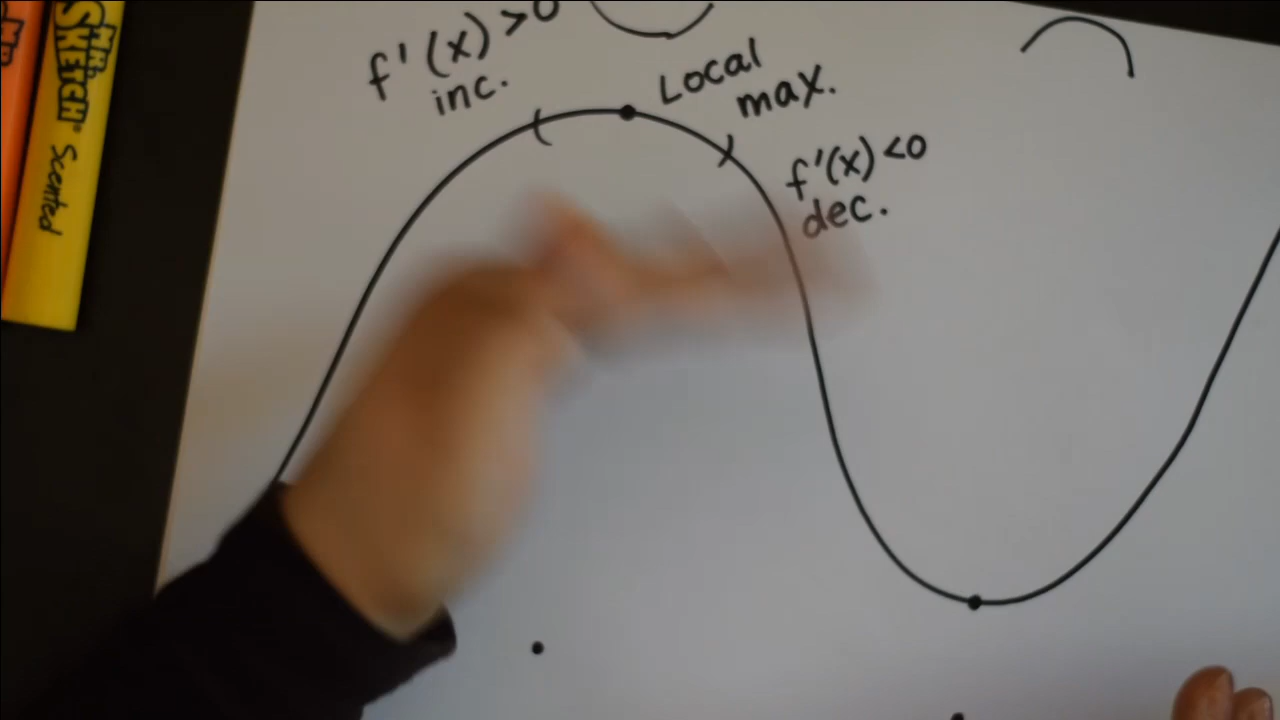 f'(x) >0
inc.
Local
max.
f'(x) <0
dec.
MR.
SKETCH
Scented